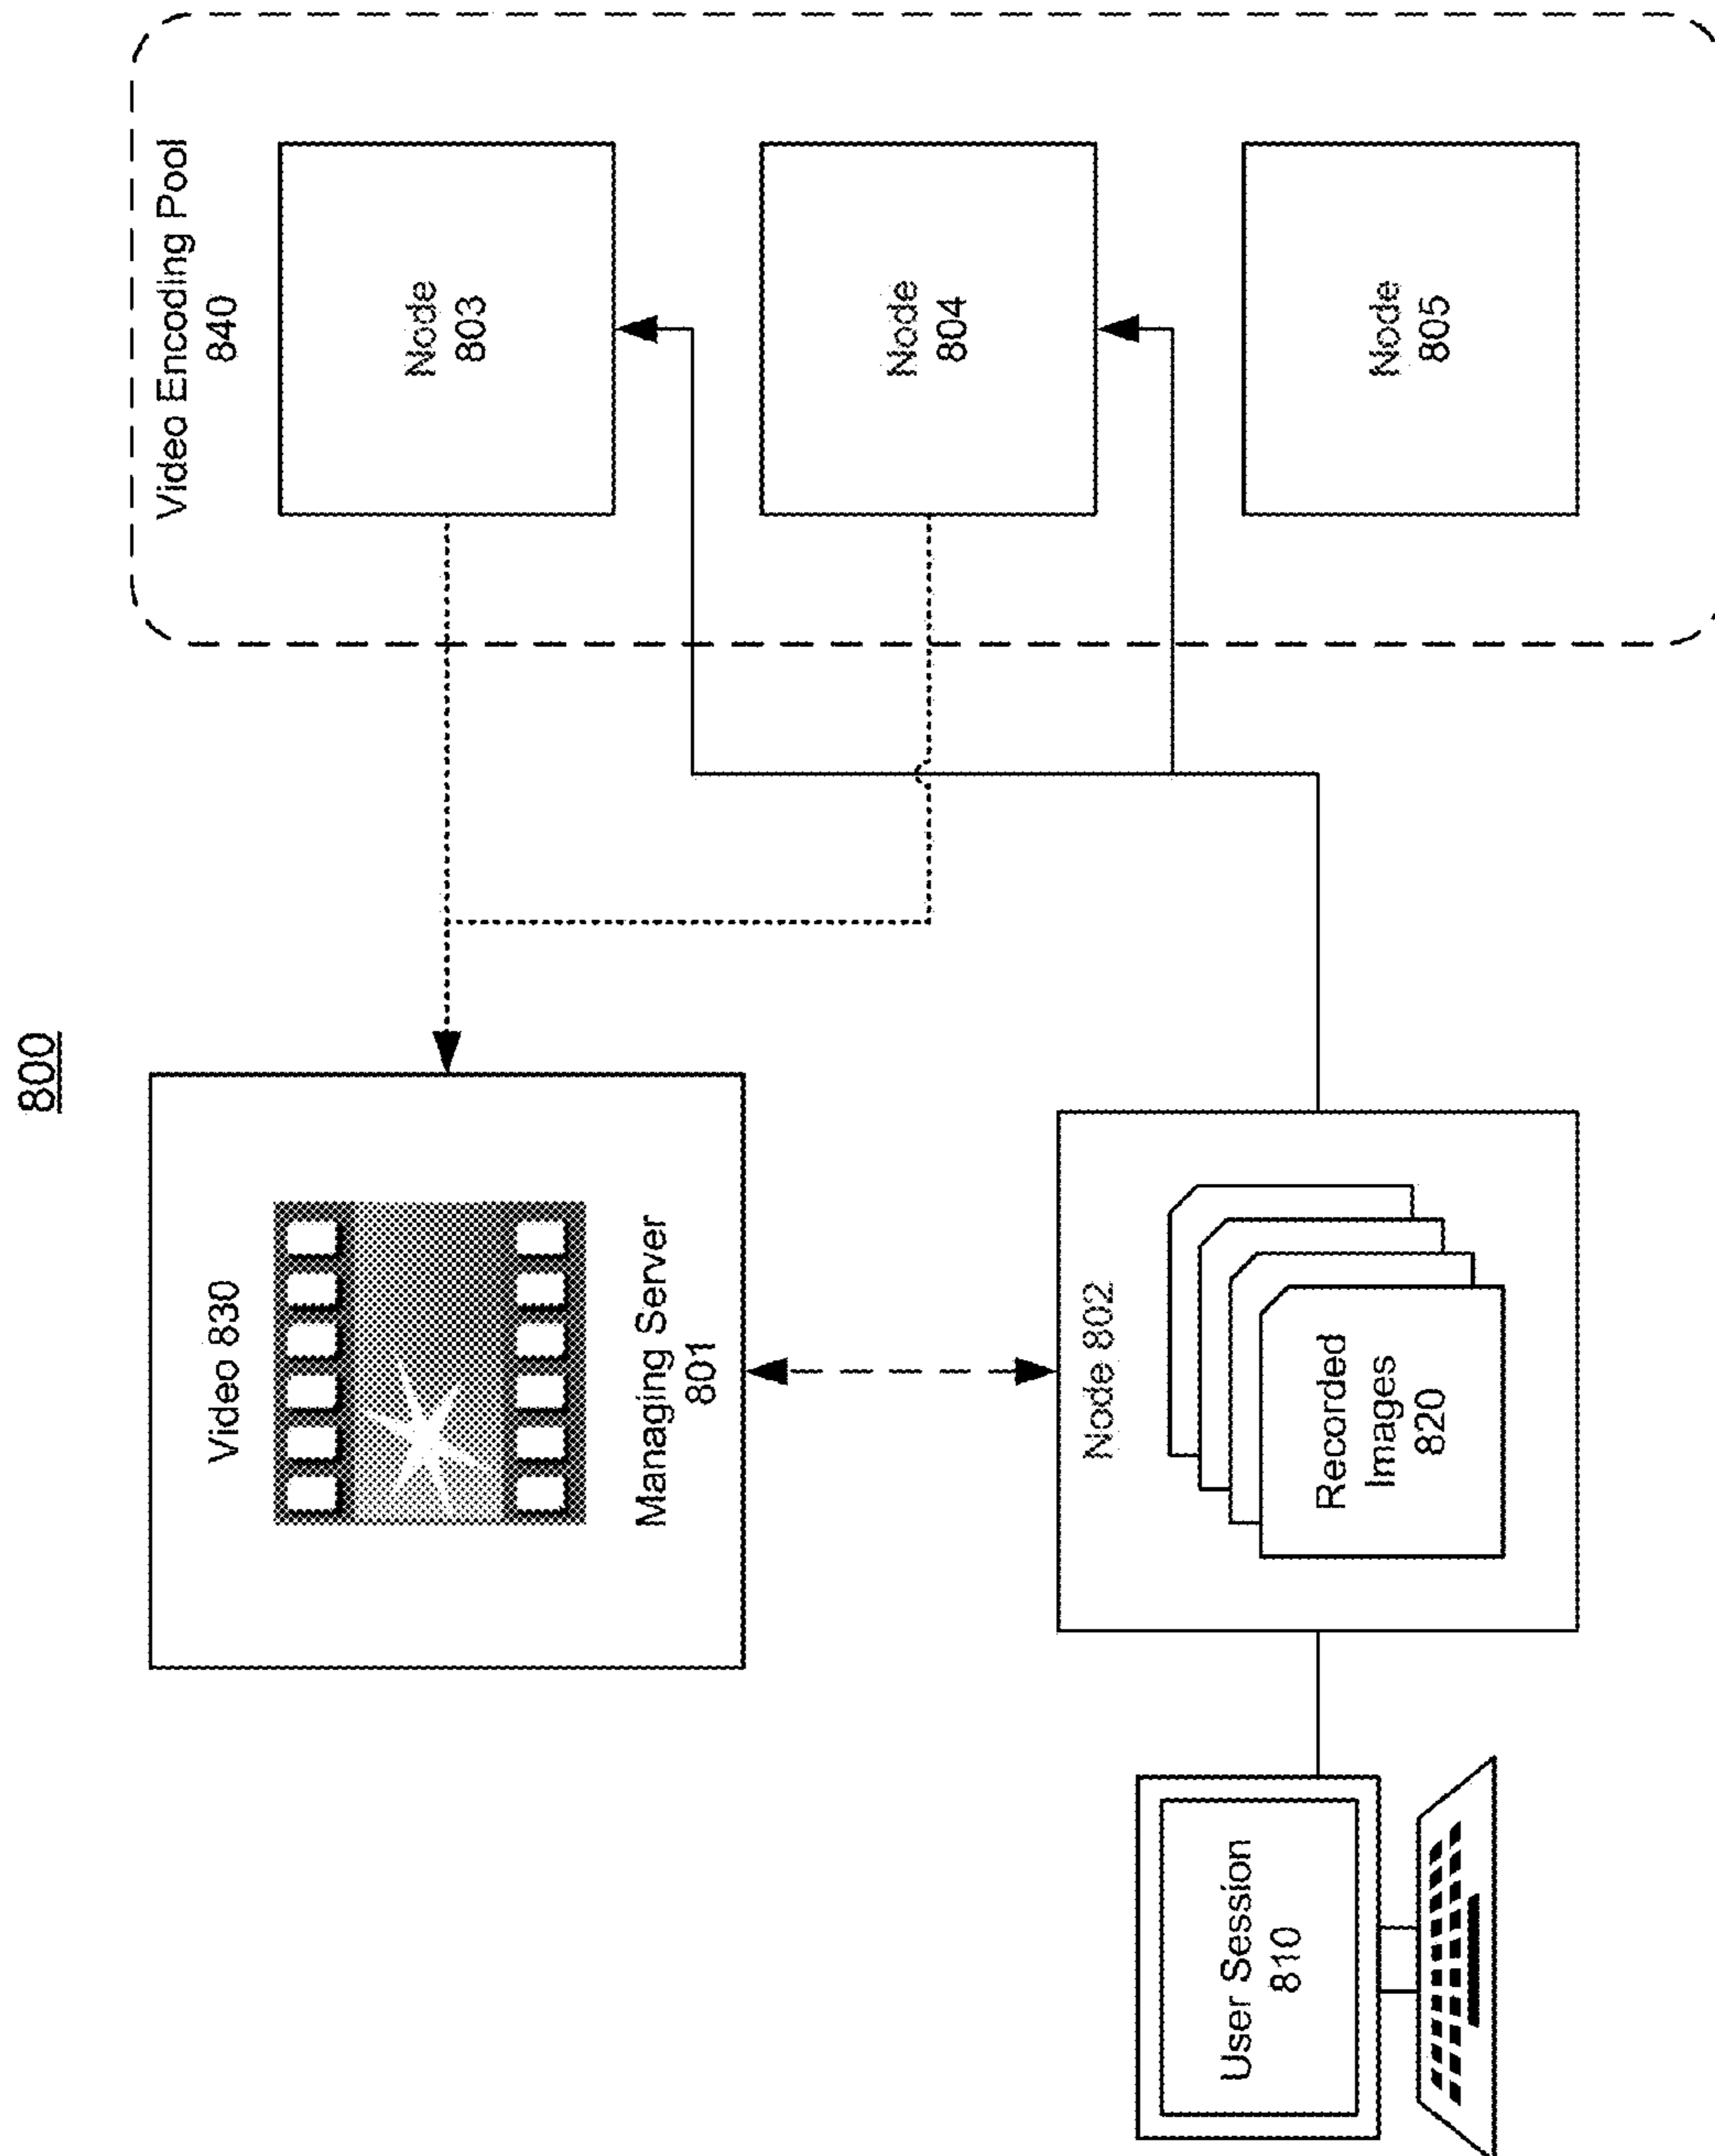 800
Video 830
Managing Server
801
Node 802
Recorded
Images
820
User Session
810
Video Encoding Pool
840
Node
803
Node
804
Node
805